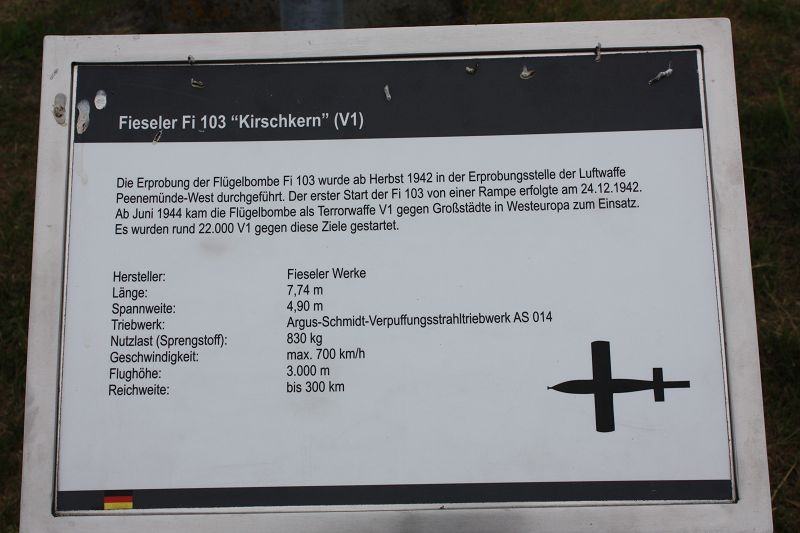 Fieseler Fi 103 “Kirschkern” (V1)
Die Erprobung der Flügelbombe Fi 103 wurde ab Herbst 1942 in der Erprobungsstelle der Luftwaffe
Peenemünde-West durchgeführt. Der erster Start der Fi 103 von einer Rampe erfolgte am 24.12.1942.
Ab Juni 1944 kam die Flügelbombe als Terrorwaffe V1 gegen Großstädte in Westeuropa zum Einsatz.
Es wurden rund 22.000 V1 gegen diese Ziele gestartet.
Hersteller: Fieseler Werke
Länge: 7,74 m
Spannweite: 4,90 m
Triebwerk: Argus-Schmidt-Verpuffungsstrahltriebwerk AS 014
Nutzlast (Sprengstoff): 830 kg
Geschwindigkeit: max. 700 km/h
Flughöhe: 3.000 m
Reichweite: bis 300 km